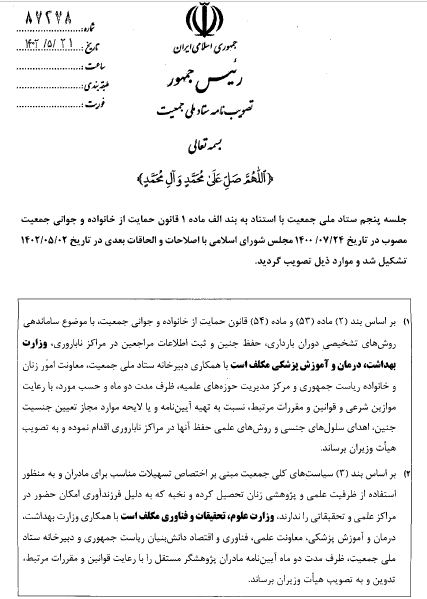 ۸۷۲۷۸
شماره:
جمهوری اسلامی ایران
تاریخ: ۱۴۰۲/۵/۲۱
ساعت:
رئیس جمهور
طبقه‌بندی:
تصویب نامه ستاد ملی جمعیت
فوریت:
بسمه تعالی
﴿اَللّهُمَّ صَلِّ عَلیٰ مُحَمَّدٍ وَآلِ مُحَمَّدٍ﴾
جلسه پنجم ستاد ملی جمعیت با استناد به بند الف ماده ۱ قانون حمایت از خانواده و جوانی جمعیت
مصوب در تاریخ ۱۴۰۰/۰۷/۲۴ مجلس شورای اسلامی با اصلاحات و الحاقات بعدی در تاریخ ۱۴۰۲/۰۵/۰۲
تشکیل شد و موارد ذیل تصویب گردید.
۱) بر اساس بند (۲) ماده (۵۳) و ماده (۵۴) قانون حمایت از خانواده و جوانی جمعیت، با موضوع ساماندهی
روش‌های تشخیصی دوران بارداری، حفظ جنین و ثبت اطلاعات مراجعین در مراکز ناباروری، وزارت
بهداشت، درمان و آموزش پزشکی مکلف است با همکاری دبیرخانه ستاد ملی جمعیت، معاونت امور زنان
و خانواده ریاست جمهوری و مرکز مدیریت حوزه‌های علمیه، ظرف مدت دو ماه و حسب مورد، با رعایت
موازین شرعی و قوانین و مقررات مرتبط، نسبت به تهیه آیین‌نامه و یا لایحه موارد مجاز تعیین جنسیت
جنین، اهدای سلول‌های جنسی و روش‌های علمی حفظ آنها در مراکز ناباروری اقدام نموده و به تصویب
هیأت وزیران برساند.
۲) بر اساس بند (۳) سیاست‌های کلی جمعیت مبنی بر اختصاص تسهیلات مناسب برای مادران و به منظور
استفاده از ظرفیت علمی و پژوهشی زنان تحصیل کرده و نخبه که به دلیل فرزندآوری امکان حضور در
مراکز علمی و تحقیقاتی را ندارند، وزارت علوم، تحقیقات و فناوری مکلف است با همکاری وزارت بهداشت،
درمان و آموزش پزشکی، معاونت علمی، فناوری و اقتصاد دانش‌بنیان ریاست جمهوری و دبیرخانه ستاد
ملی جمعیت، ظرف مدت دو ماه آیین‌نامه مادران پژوهشگر مستقل را با رعایت قوانین و مقررات مرتبط،
تدوین و به تصویب هیأت وزیران برساند.